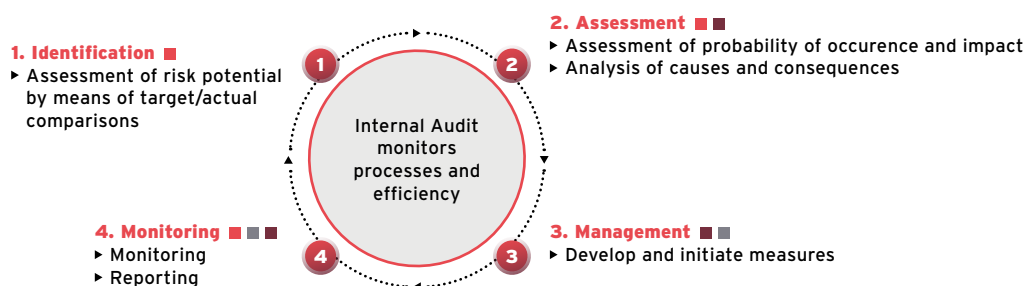 1. Identification
▸ Assessment of risk potential
by means of target/actual
comparisons
1
2. Assessment
▸ Assessment of probability of occurence and impact
▸ Analysis of causes and consequences
2
Internal Audit
monitors
processes and
efficiency
3. Management
▸ Develop and initiate measures
3
4. Monitoring
▸ Monitoring
▸ Reporting
4